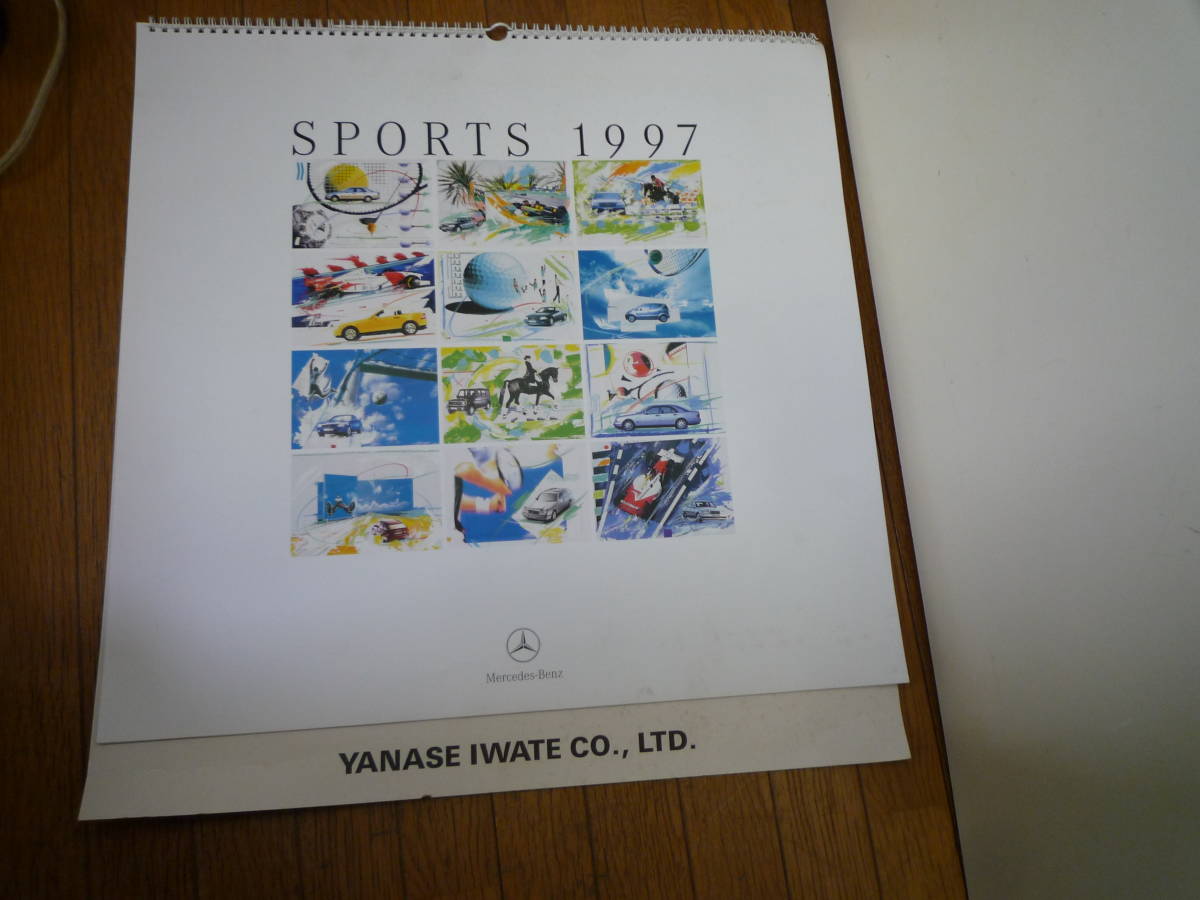 SPORTS 1997
Mercedes-Benz
YANASE IWATE CO., LTD.